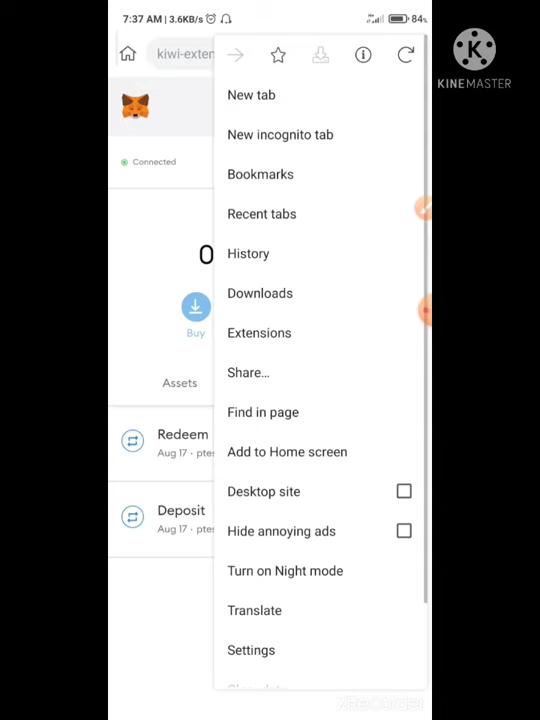 7:37 AM | 3.6KB/s
84%
KINEMASTER
kiwi-exten
New tab
New incognito tab
Connected
Bookmarks
Recent tabs
0
History
Downloads
Buy
Extensions
Share...
Assets
Find in page
Redeem
Aug 17 · ptes
Add to Home screen
Desktop site
Deposit
Aug 17 · ptes
Hide annoying ads
Turn on Night mode
Translate
Settings